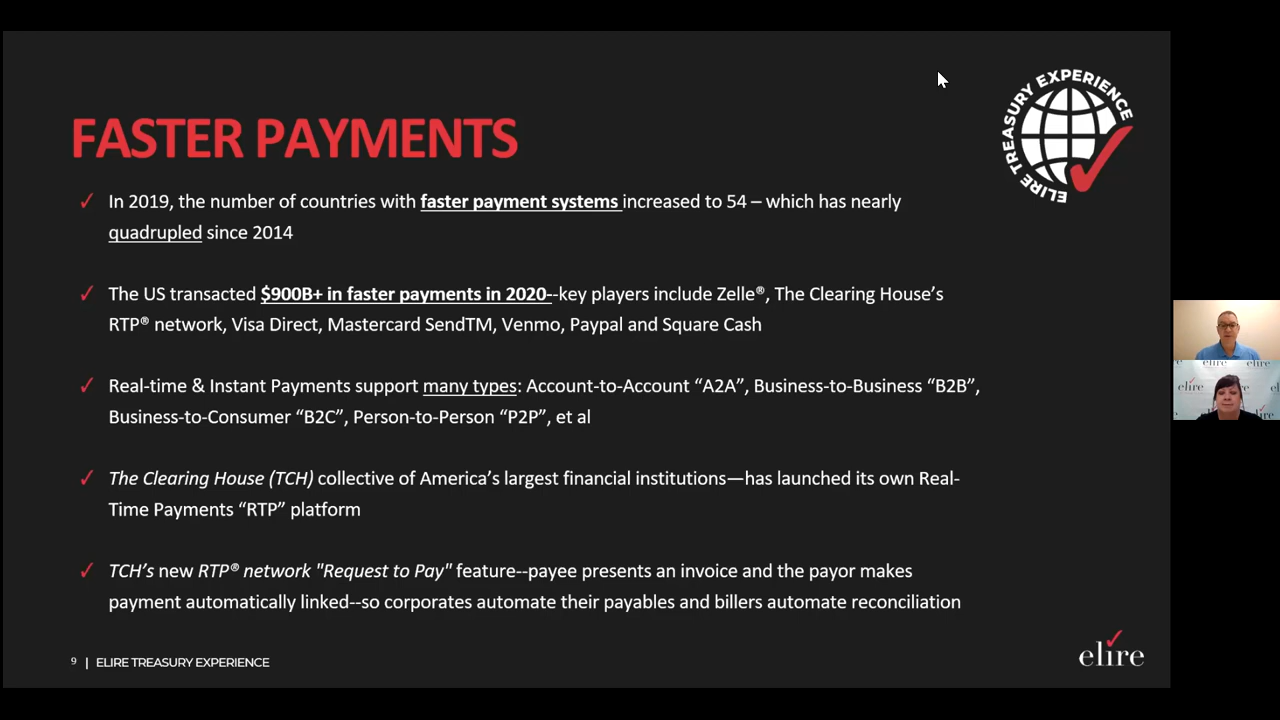 ELIRE TREASURY EXPERIENCE
FASTER PAYMENTS
✓ In 2019, the number of countries with faster payment systems increased to 54 – which has nearly
quadrupled since 2014
✓ The US transacted $900B+ in faster payments in 2020--key players include Zelle®, The Clearing House’s
RTP® network, Visa Direct, Mastercard SendTM, Venmo, Paypal and Square Cash
✓ Real-time & Instant Payments support many types: Account-to-Account “A2A”, Business-to-Business “B2B”,
Business-to-Consumer “B2C”, Person-to-Person “P2P”, et al
✓ The Clearing House (TCH) collective of America’s largest financial institutions—has launched its own Real-
Time Payments “RTP” platform
✓ TCH’s new RTP® network "Request to Pay" feature--payee presents an invoice and the payor makes
payment automatically linked--so corporates automate their payables and billers automate reconciliation
9 | ELIRE TREASURY EXPERIENCE
elire
elire